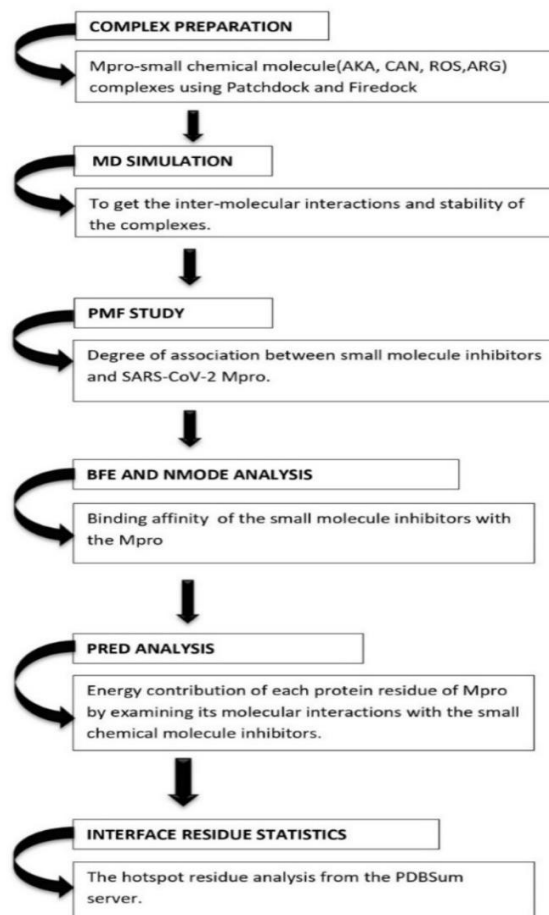 COMPLEX PREPARATION
Mpro-small chemical molecule(AKA, CAN, ROS,ARG)
complexes using Patchdock and Firedock
MD SIMULATION
To get the inter-molecular interactions and stability of
the complexes.
PMF STUDY
Degree of association between small molecule inhibitors
and SARS-CoV-2 Mpro.
BFE AND NMODE ANALYSIS
Binding affinity of the small molecule inhibitors with
the Mpro
PRED ANALYSIS
Energy contribution of each protein residue of Mpro
by examining its molecular interactions with the small
chemical molecule inhibitors.
INTERFACE RESIDUE STATISTICS
The hotspot residue analysis from the PDBSum
server.